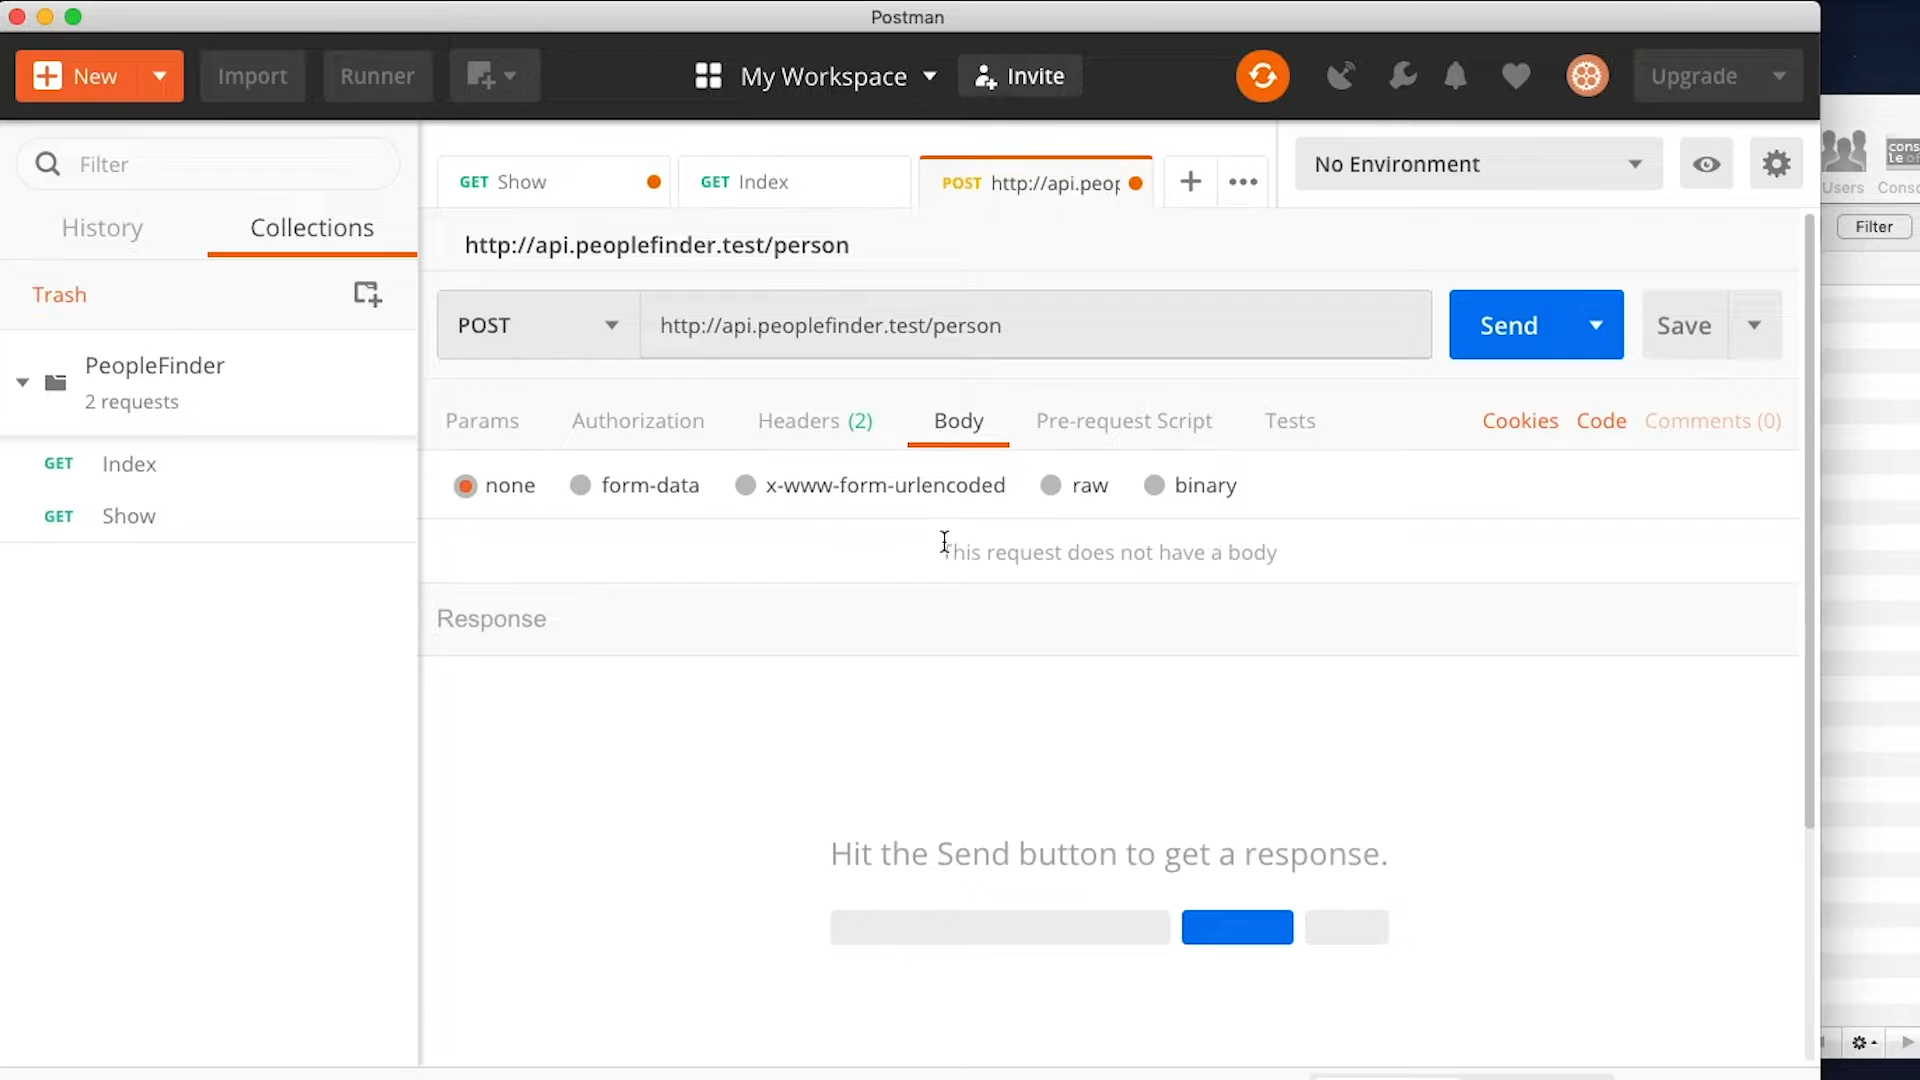 Postman
New
Import
Runner
My Workspace
Invite
Upgrade
Filter
History
Collections
Trash
PeopleFinder
2 requests
GET Index
GET Show
GET Show
GET Index
POST http://api.peop
No Environment
http://api.peoplefinder.test/person
POST
http://api.peoplefinder.test/person
Send
Save
Params
Authorization
Headers (2)
Body
Pre-request Script
Tests
Cookies
Code
Comments (0)
none
form-data
x-www-form-urlencoded
raw
binary
This request does not have a body
Response
Hit the Send button to get a response.
Users
Filter